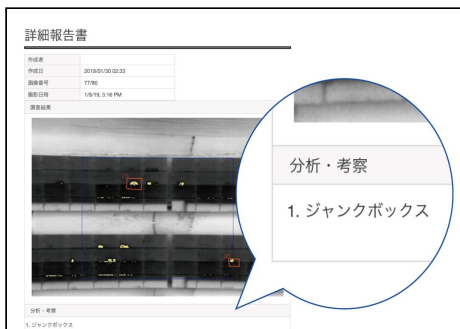 詳細報告書
作成者
作成日 2019/01/30 02:33
画像番号 77/80
撮影日時 1/6/19, 3:16 PM
調査結果
分析・考察
1. ジャンクボックス
分析・考察
1. ジャンクボックス